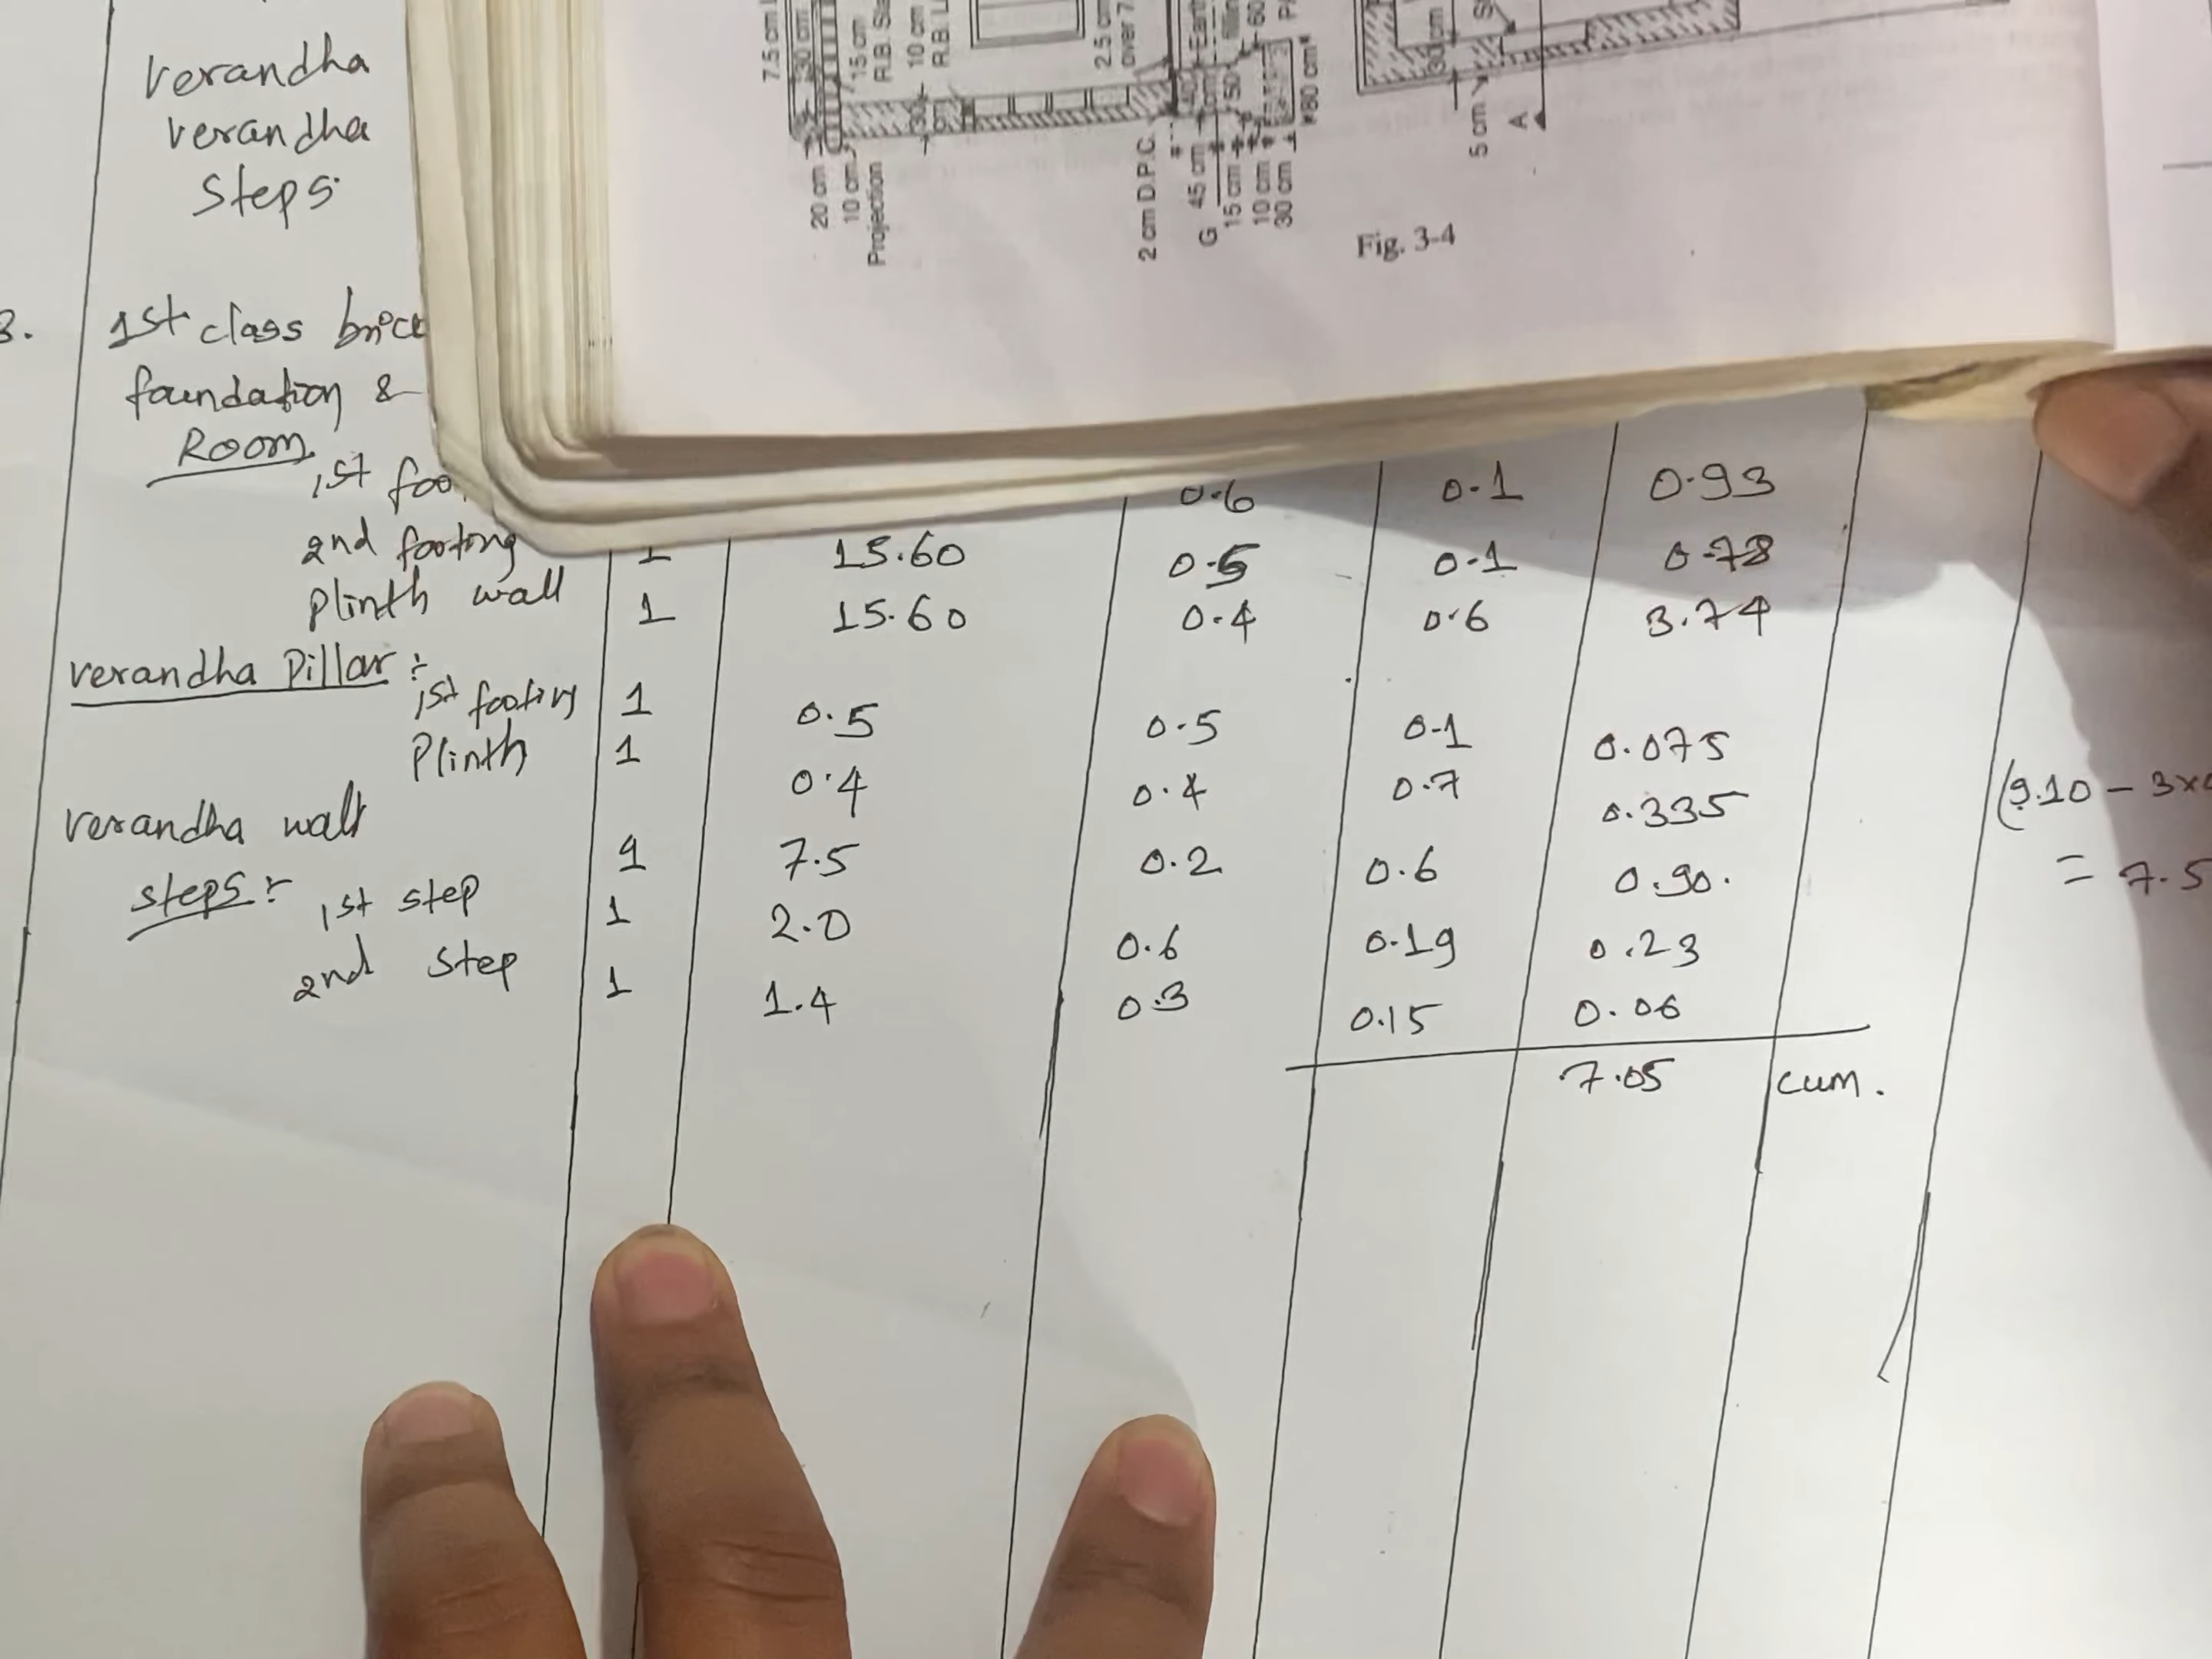 verandha
verandha
Steps
7.5 cm
30 cm
15 cm
R.B. Sla
10 cm
R.B. L
20 cm
10 cm
Projection
30 cm
2.5 cm
over 7
2 cm D.P.C.
G
45 cm
15 cm
10 cm
30 cm
40 cm
50
Earth
filling
60
80 cm
30 cm
5 cm
A
Fig. 3-4
3. 1st class brick
foundation &
Room
1st foo 0.6 0.1 0.93
2nd footing 1 15.60 0.5 0.1 0.78
plinth wall 1 15.60 0.4 0.6 3.74
verandha Pillar :-
1st footing 1 0.5 0.5 0.1 0.075
Plinth 1 0.4 0.4 0.7 0.335
verandha wall 1 7.5 0.2 0.6 0.90.
steps :- 1st step 1 2.0 0.6 0.19 0.23
2nd step 1 1.4 0.3 0.15 0.06
7.05 cum.
(9.10 - 3x
= 7.5